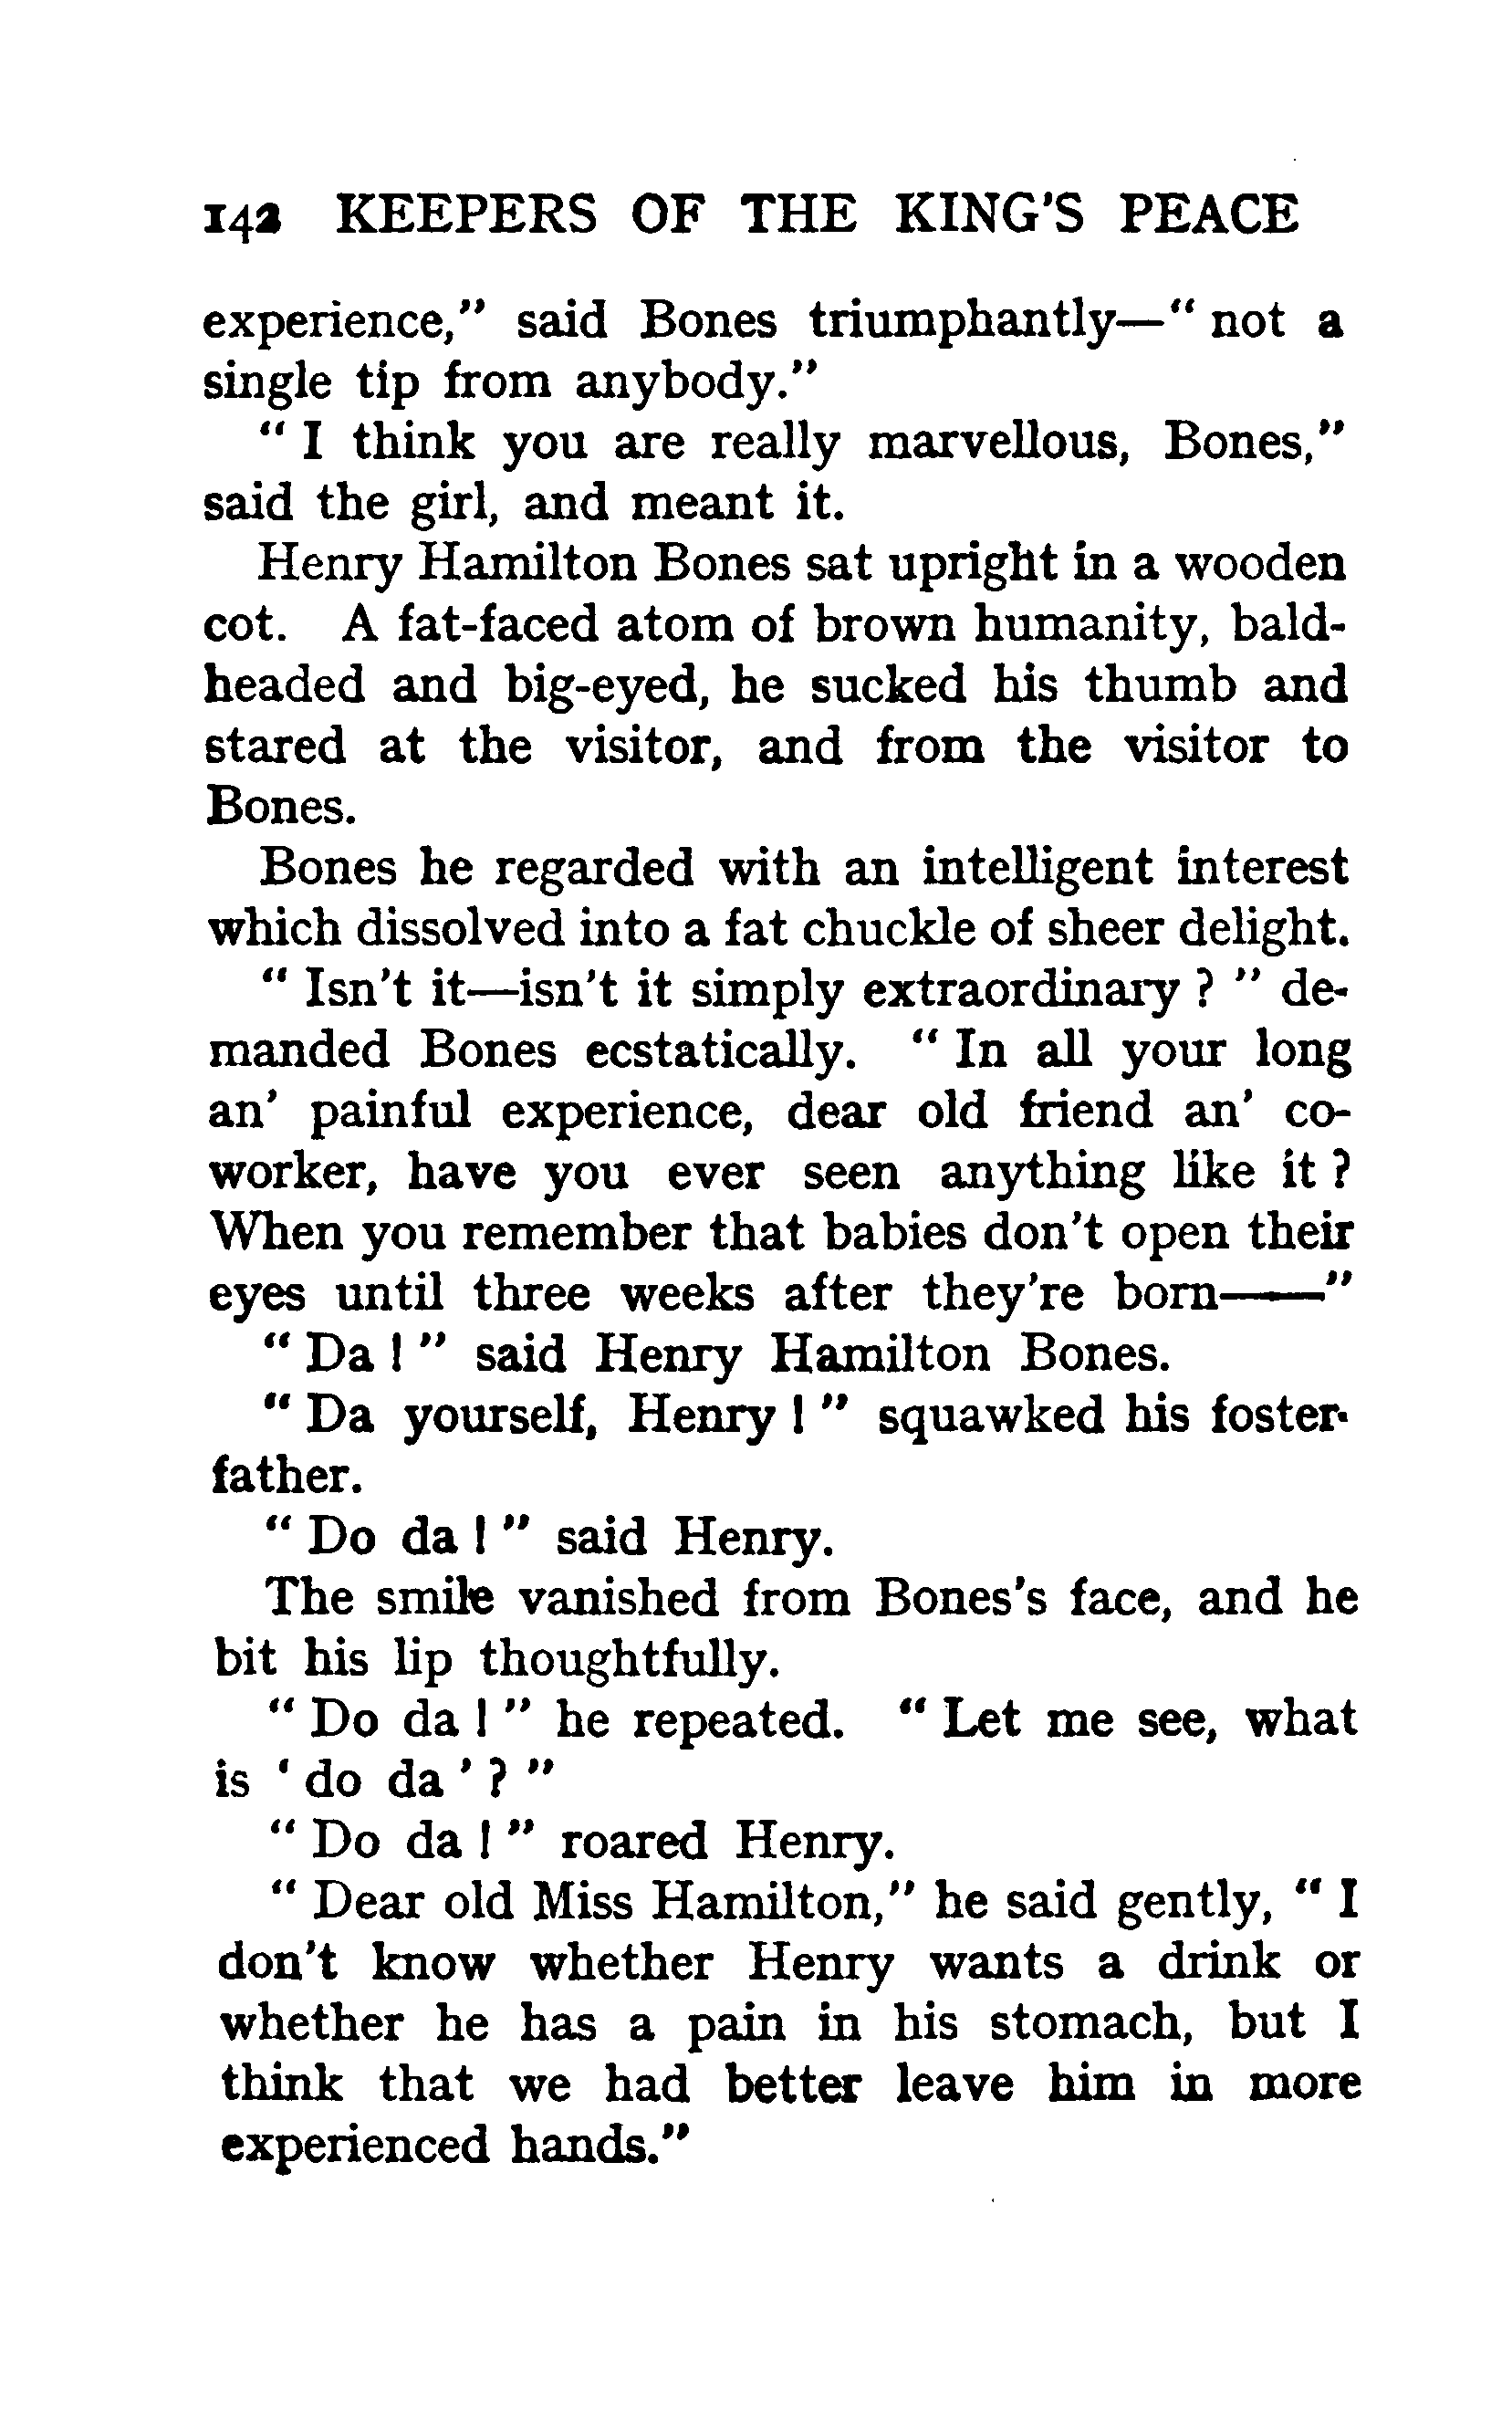 142 KEEPERS OF THE KING'S PEACE
experience," said Bones triumphantly—" not a
single tip from anybody."
" I think you are really marvellous, Bones,"
said the girl, and meant it.
Henry Hamilton Bones sat upright in a wooden
cot. A fat-faced atom of brown humanity, bald-
headed and big-eyed, he sucked his thumb and
stared at the visitor, and from the visitor to
Bones.
Bones he regarded with an intelligent interest
which dissolved into a fat chuckle of sheer delight.
" Isn't it—isn't it simply extraordinary ? " de-
manded Bones ecstatically. " In all your long
an' painful experience, dear old friend an' co-
worker, have you ever seen anything like it ?
When you remember that babies don't open their
eyes until three weeks after they're born——"
" Da ! " said Henry Hamilton Bones.
" Da yourself, Henry ! " squawked his foster-
father.
" Do da ! " said Henry.
The smile vanished from Bones's face, and he
bit his lip thoughtfully.
" Do da ! " he repeated. " Let me see, what
is ' do da ' ? "
" Do da ! " roared Henry.
" Dear old Miss Hamilton," he said gently, " I
don't know whether Henry wants a drink or
whether he has a pain in his stomach, but I
think that we had better leave him in more
experienced hands."